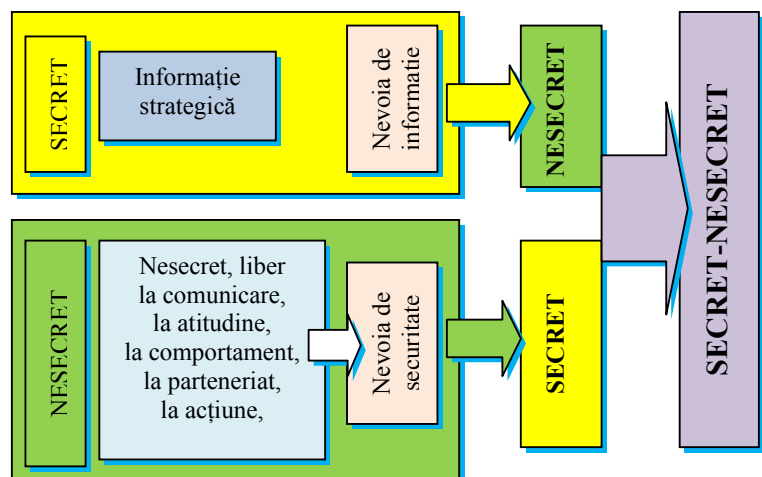 SECRET
Informație
strategică
Nevoia de
informatie
NESECRET
NESECRET
Nesecret, liber
la comunicare,
la atitudine,
la comportament,
la parteneriat,
la acțiune,
Nevoia de
securitate
SECRET
SECRET-NESECRET